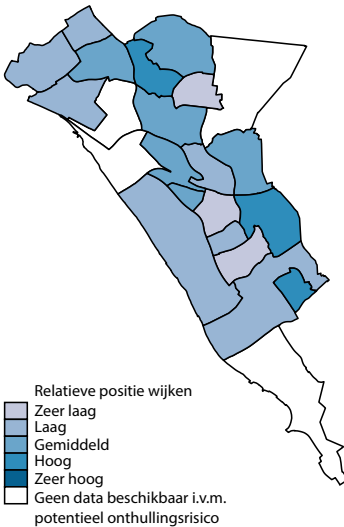 Relatieve positie wijken
Zeer laag
Laag
Gemiddeld
Hoog
Zeer hoog
Geen data beschikbaar i.v.m.
potentieel onthullingsrisico